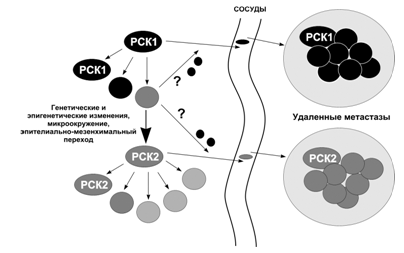 СОСУДЫ
РСК1
РСК1
РСК1
?
Генетические и
эпигенетические изменения,
микроокружение,
эпителиально-мезенхимальный
переход
?
Удаленные метастазы
РСК2
РСК2
РСК2